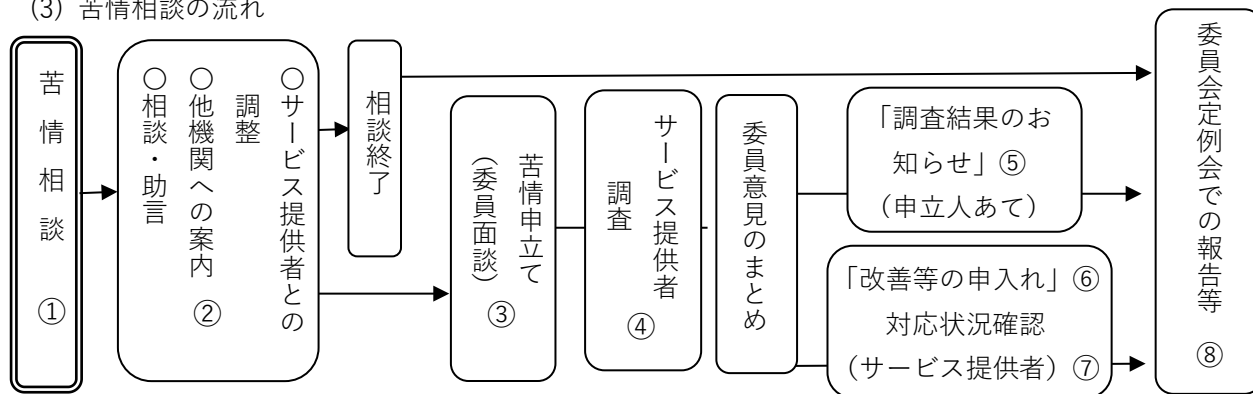 (3) 苦情相談の流れ
苦情相談 ①
○サービス提供者との
調整
○他機関への案内
○相談・助言
②
相談終了
苦情申立て
(委員面談)
③
サービス提供者
調査
④
委員意見のまとめ
「調査結果のお
知らせ」⑤
(申立人あて)
「改善等の申入れ」⑥
対応状況確認
(サービス提供者)⑦
委員会定例会での報告等 ⑧